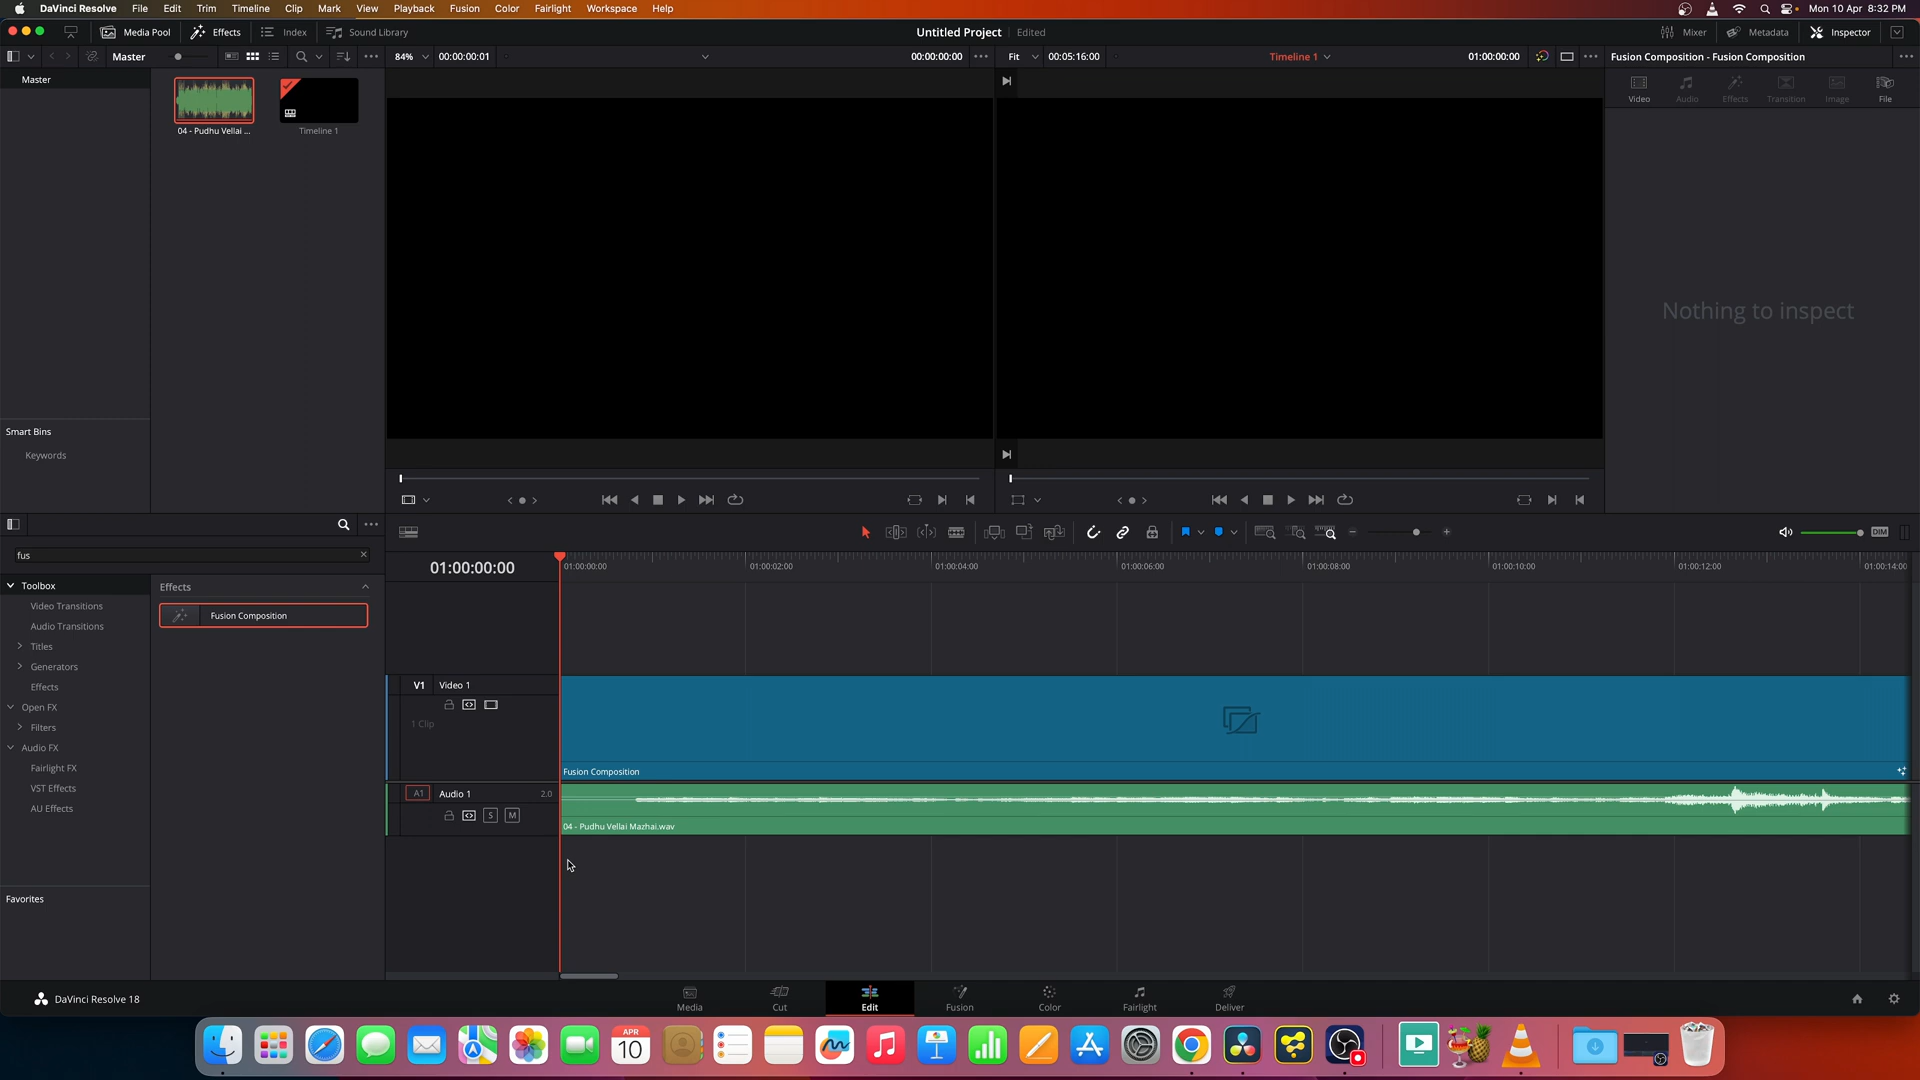 DaVinci Resolve File Edit Trim Timeline Clip Mark View Playback Fusion Color Fairlight Workspace Help Mon 10 Apr 8:32 PM
Media Pool Effects Index Sound Library Untitled Project Edited Mixer Metadata Inspector
Master 84% 00:00:00:01 00:00:00:00 Fit 00:05:16:00 Timeline 1 01:00:00:00 Fusion Composition - Fusion Composition
Master
Video Audio Effects Transition Image File
04 - Pudhu Vellai ... Timeline 1
Nothing to inspect
Smart Bins
Keywords
DIM
fus
01:00:00:00 01:00:00:00 01:00:02:00 01:00:04:00 01:00:06:00 01:00:08:00 01:00:10:00 01:00:12:00 01:00:14:00
Toolbox Effects
Video Transitions
Fusion Composition
Audio Transitions
Titles
Generators
Effects
V1 Video 1
Open FX
1 Clip
Filters
Audio FX
Fairlight FX
Fusion Composition
VST Effects
A1 Audio 1 2.0
AU Effects
S M
04 - Pudhu Vellai Mazhai.wav
Favorites
DaVinci Resolve 18 Media Cut Edit Fusion Color Fairlight Deliver
APR
10